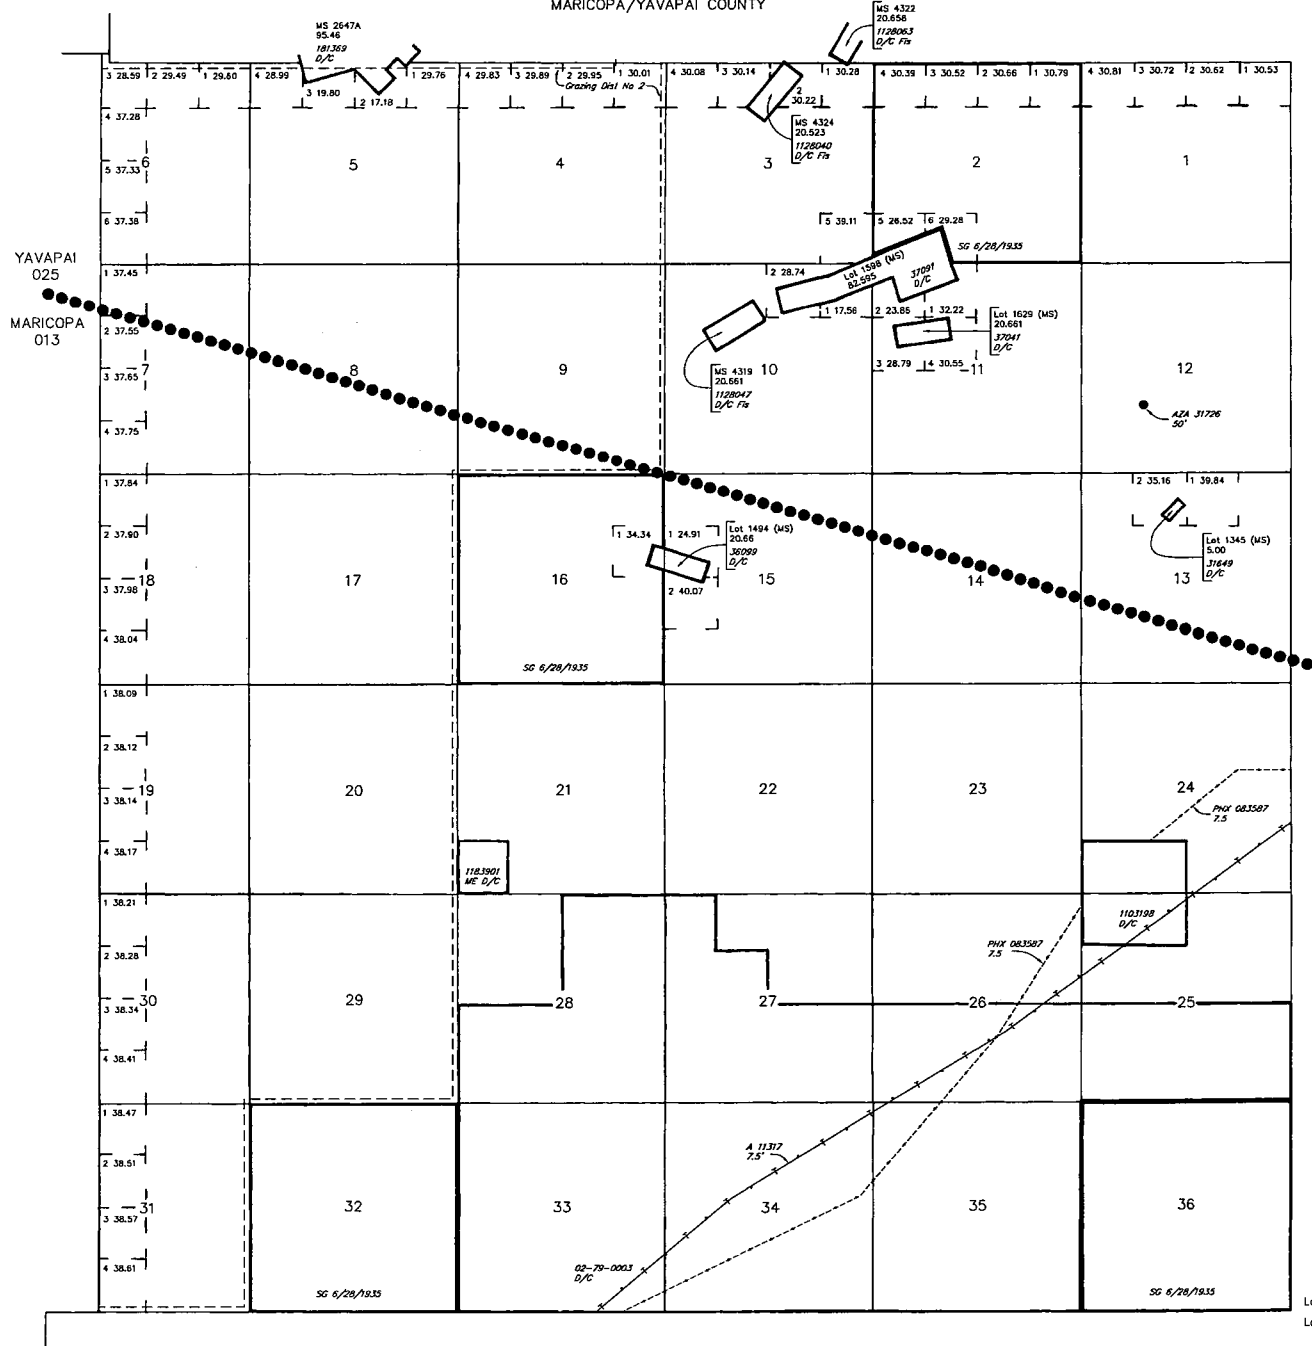 MARICOPA/YAVAPAI COUNTY
MS 2647A
95.46
181369
D/C
MS 4322
20.658
1128063
D/C Fis
3 28.59 2 29.49 1 29.60 4 28.99 1 29.76 4 29.83 3 29.89 2 29.95 1 30.01 4 30.08 3 30.14 1 30.28 4 30.39 3 30.52 2 30.66 1 30.79 4 30.81 3 30.72 2 30.62 1 30.53
Grazing Dist No 2
3 19.80
2 17.18
2
30.22
4 37.28
MS 4324
20.523
1128040
D/C Fis
6 5 4 3 2 1
5 37.33
6 37.38
5 39.11 5 26.52 6 29.28
SG 6/28/1935
YAVAPAI
025
MARICOPA
013
1 37.45
2 28.74
Lot 1598 (MS)
82.595
37091
D/C
2 37.55
1 17.56 2 23.85 1 32.22
Lot 1629 (MS)
20.661
37041
D/C
7 8 9 10 11 12
3 37.65
3 28.79 4 30.55
MS 4319
20.661
1128047
D/C Fis
4 37.75
AZA 31726
50'
1 37.84
2 35.16 1 39.84
2 37.90
1 34.34 1 24.91
Lot 1494 (MS)
20.66
36099
D/C
Lot 1345 (MS)
5.00
31649
D/C
18 17 16 15 14 13
3 37.98
2 40.07
4 38.04
SG 6/28/1935
1 38.09
2 38.12
19 20 21 22 23 24
3 38.14
PHX 083587
7.5
4 38.17
1183901
ME D/C
1 38.21
1103198
D/C
2 38.28
PHX 083587
7.5
30 29 28 27 26 25
3 38.34
4 38.41
1 38.47
A 11317
7.5'
2 38.51
31 32 33 34 35 36
3 38.57
4 38.61
02-79-0003
D/C
SG 6/28/1935
SG 6/28/1935
Lo
Lo